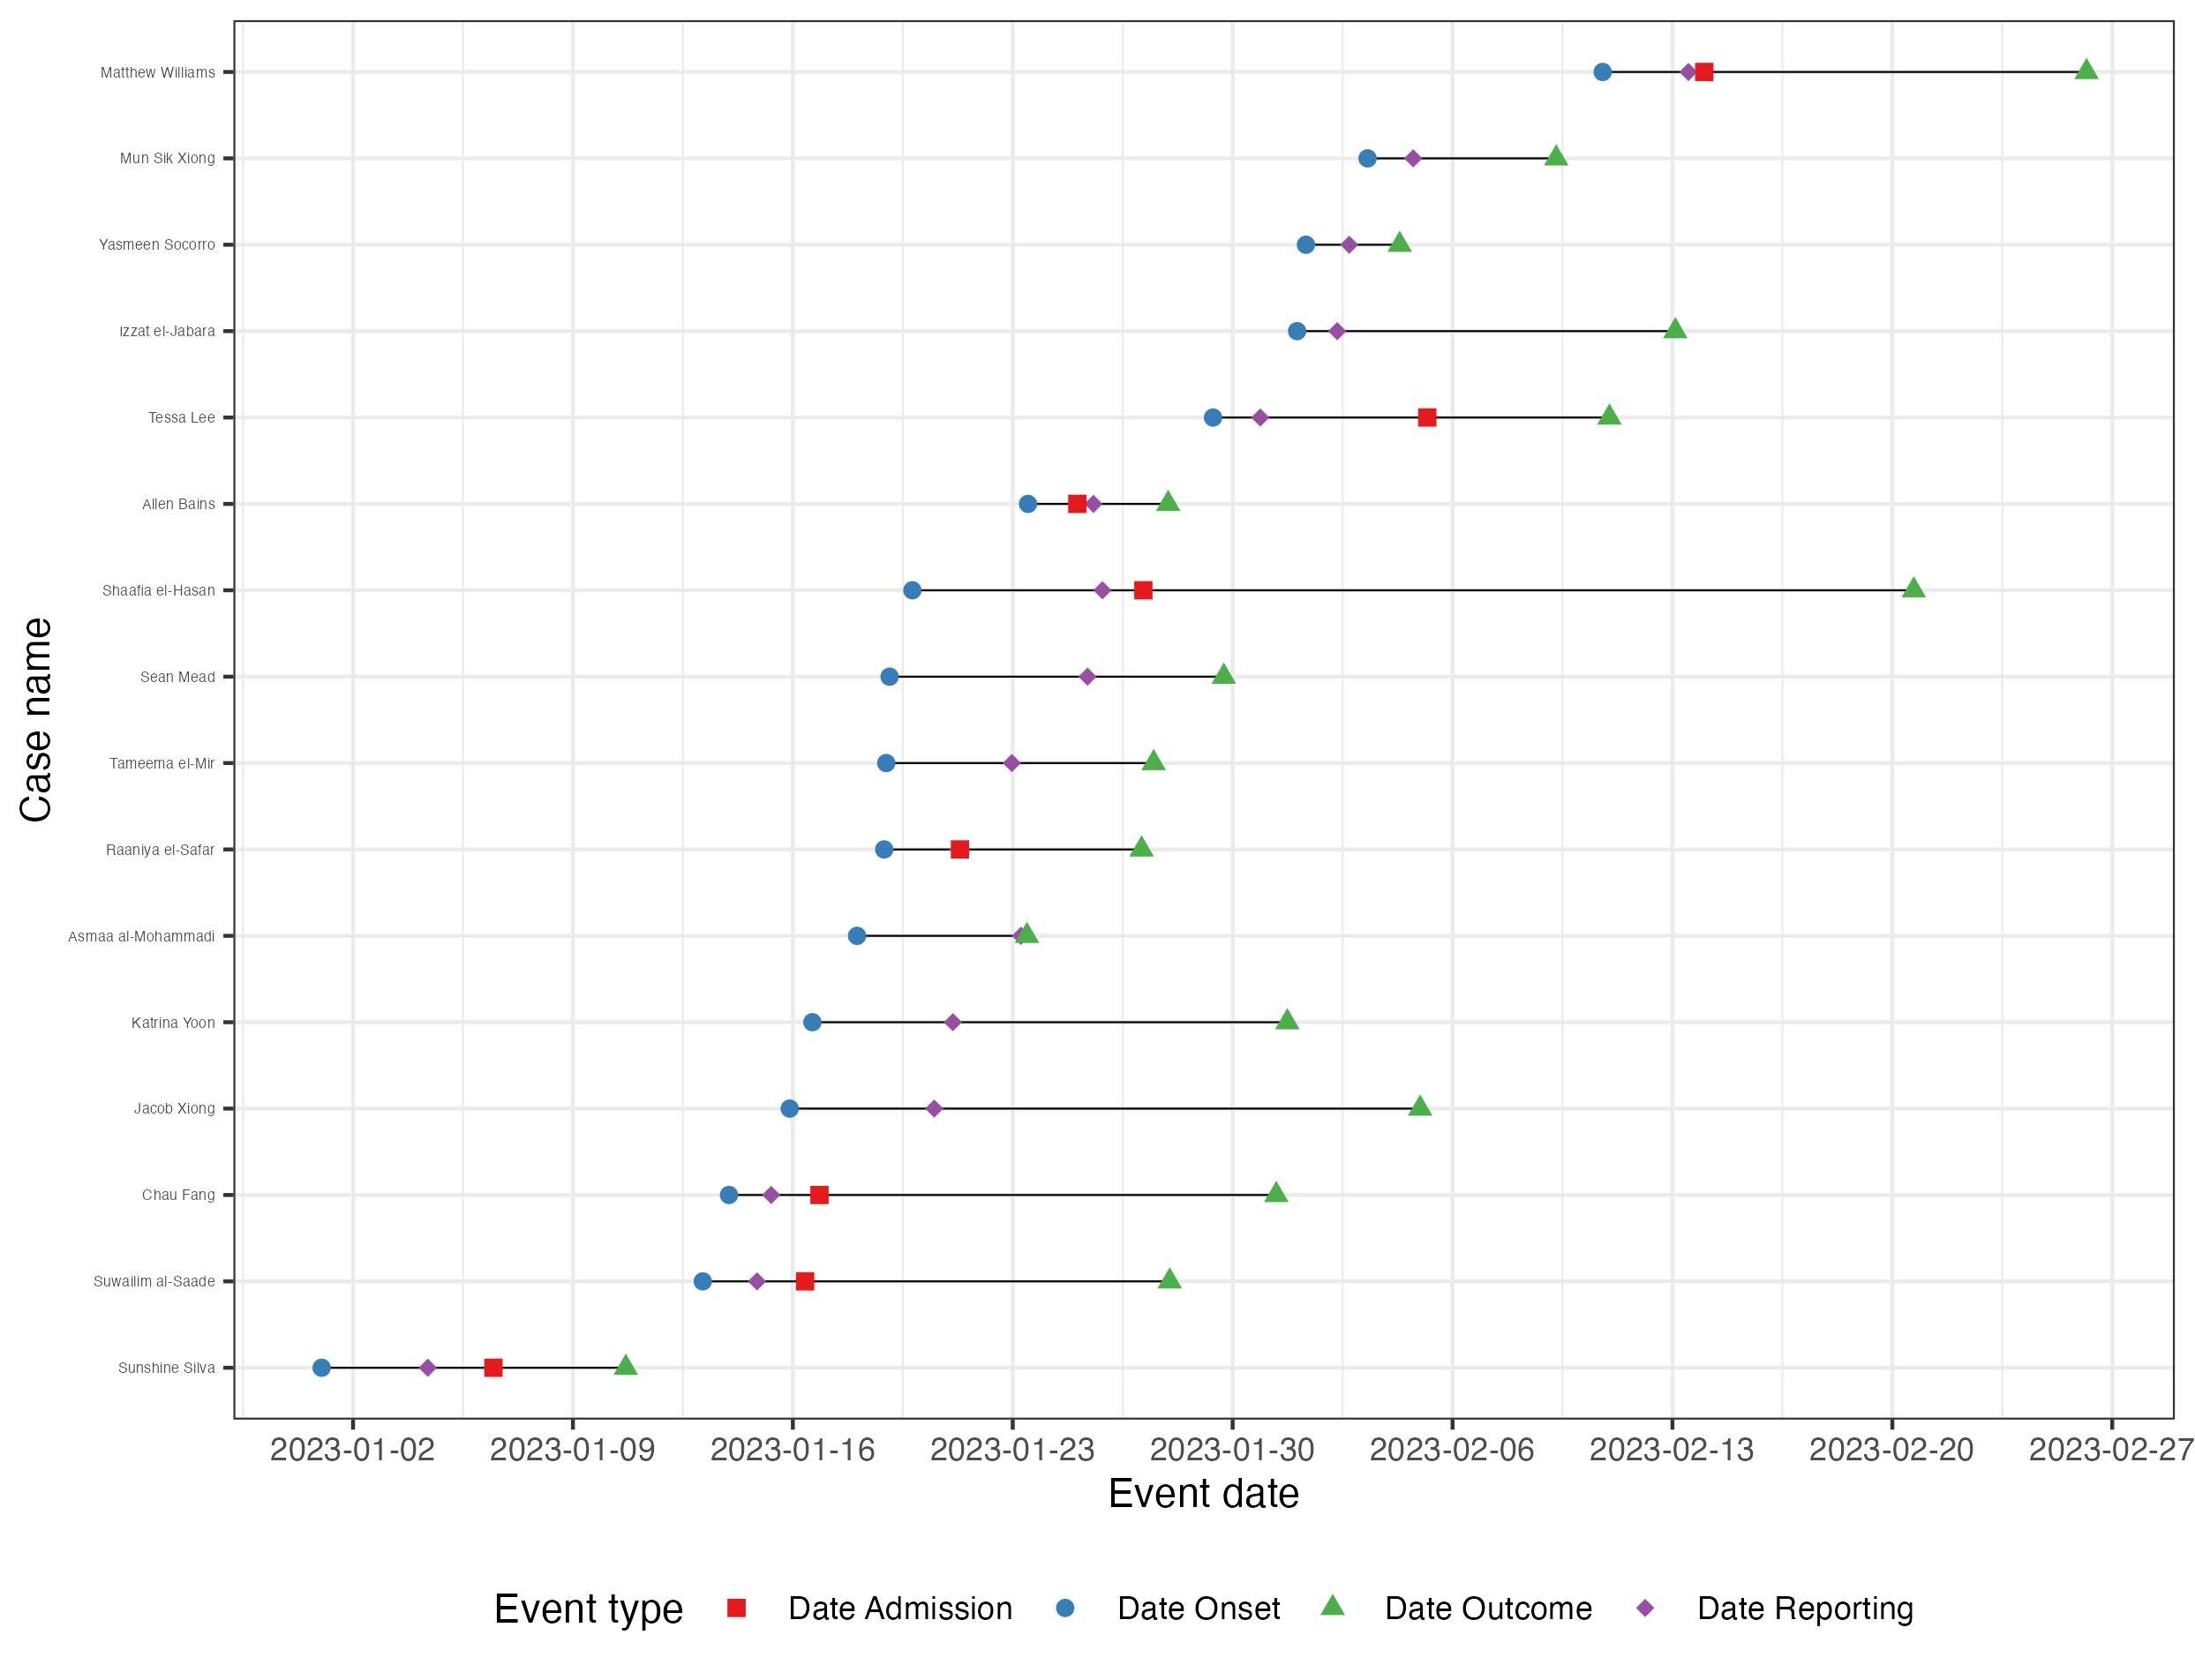 Matthew Williams
Mun Sik Xiong
Yasmeen Socorro
Izzat el-Jabara
Tessa Lee
Allen Bains
Shaafia el-Hasan
Sean Mead
Tameema el-Mir
Raaniya el-Safar
Asmaa al-Mohammadi
Katrina Yoon
Jacob Xiong
Chau Fang
Suwailim al-Saade
Sunshine Silva
Case name
2023-01-02 2023-01-09 2023-01-16 2023-01-23 2023-01-30 2023-02-06 2023-02-13 2023-02-20 2023-02-27
Event date
Event type Date Admission Date Onset Date Outcome Date Reporting